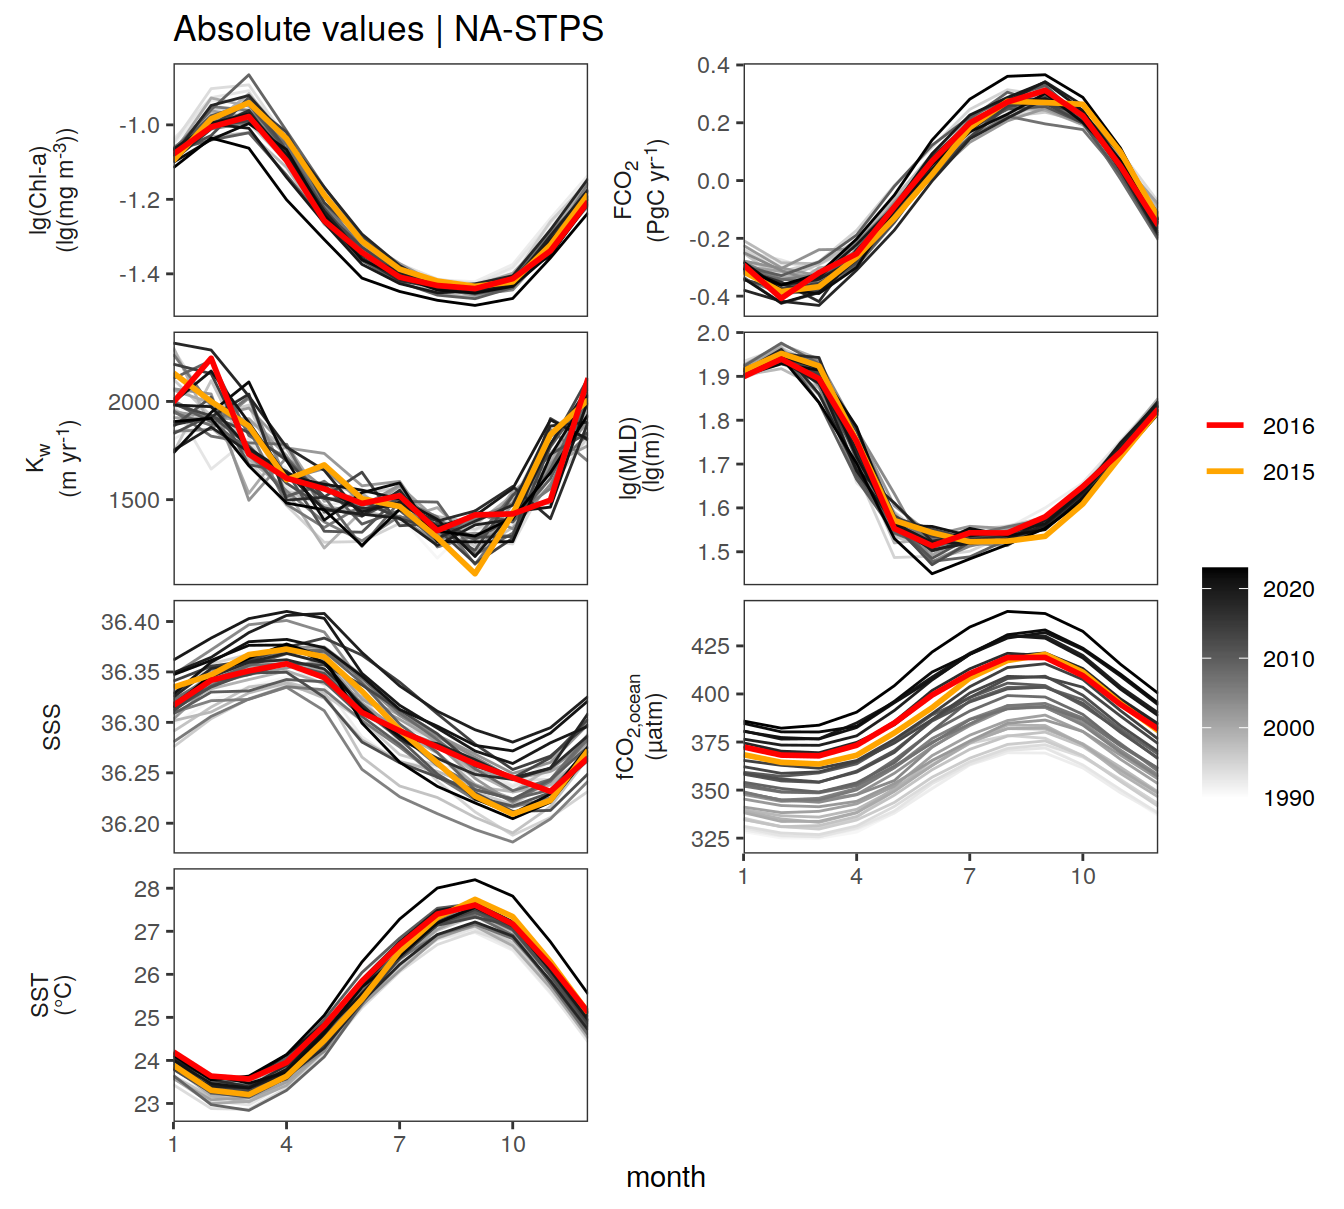 Absolute values | NA-STPS
lg(Chl-a)
(lg(mg m⁻³))
-1.0
-1.2
-1.4
FCO₂
(PgC yr⁻¹)
0.4
0.2
0.0
-0.2
-0.4
K_w
(m yr⁻¹)
2000
1500
lg(MLD)
(lg(m))
2.0
1.9
1.8
1.7
1.6
1.5
SSS
36.40
36.35
36.30
36.25
36.20
fCO₂,ocean
(µatm)
425
400
375
350
325
1 4 7 10
SST
(°C)
28
27
26
25
24
23
1 4 7 10
month
2016
2015
2020
2010
2000
1990